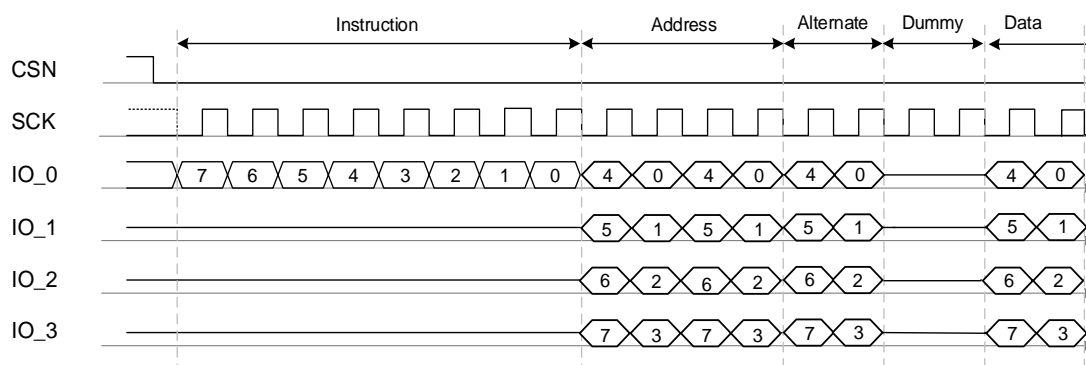 Instruction Address Alternate Dummy Data
CSN
SCK
IO_0 7 6 5 4 3 2 1 0 4 0 4 0 4 0 4 0
IO_1 5 1 5 1 5 1 5 1
IO_2 6 2 6 2 6 2 6 2
IO_3 7 3 7 3 7 3 7 3